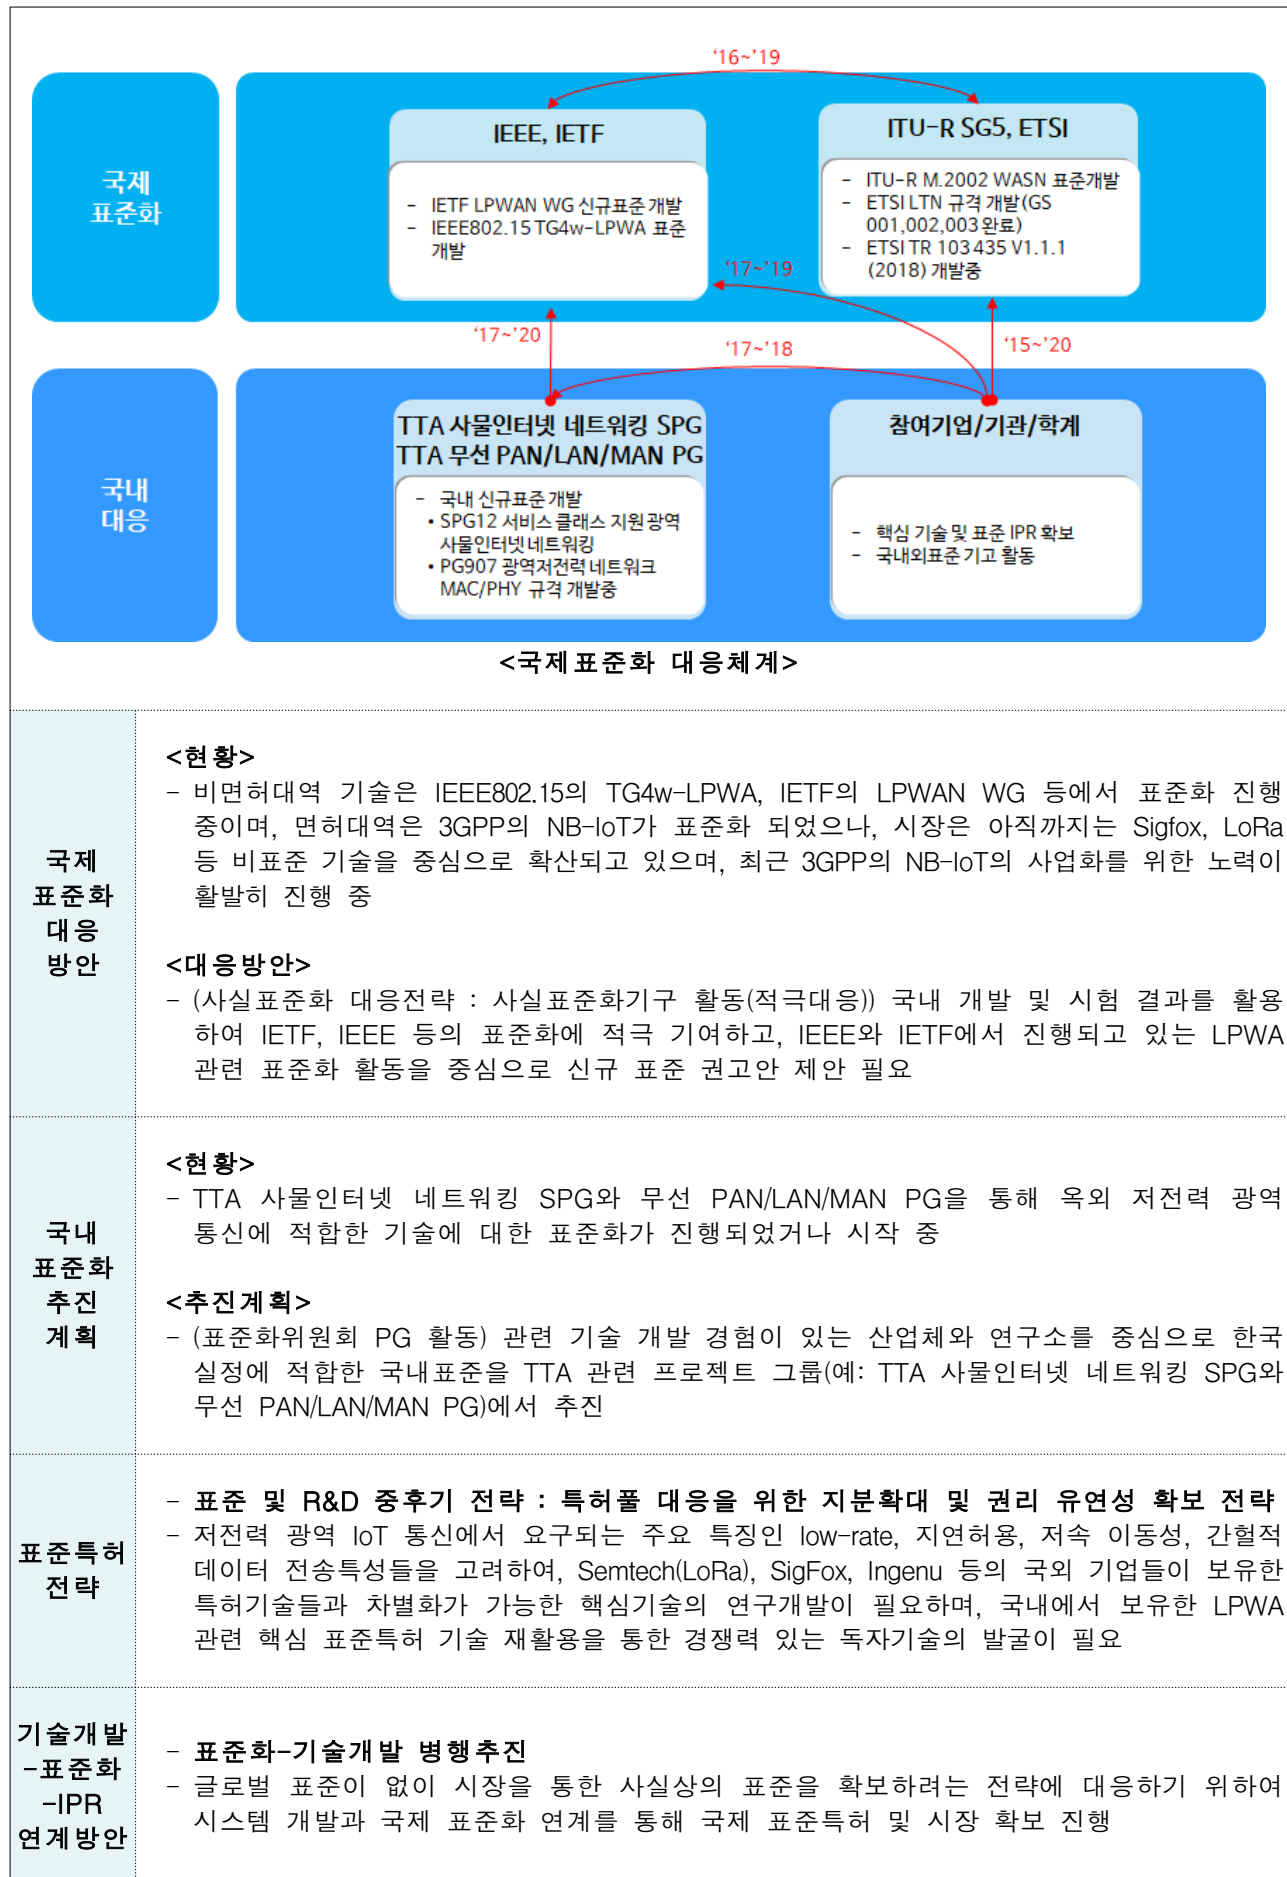 ‘16~’19
국제
표준화
IEEE, IETF
- IETF LPWAN WG 신규표준 개발
- IEEE802.15 TG4w-LPWA 표준
개발
ITU-R SG5, ETSI
- ITU-R M.2002 WASN 표준개발
- ETSI LTN 규격 개발(GS
001,002,003 완료)
- ETSI TR 103 435 V1.1.1
(2018) 개발중
‘17~’19
‘17~’20
‘17~’18
‘15~’20
국내
대응
TTA 사물인터넷 네트워킹 SPG
TTA 무선 PAN/LAN/MAN PG
- 국내 신규표준 개발
• SPG12 서비스 클래스 지원 광역
사물인터넷 네트워킹
• PG907 광역저전력 네트워크
MAC/PHY 규격 개발중
참여기업/기관/학계
- 핵심 기술 및 표준 IPR 확보
- 국내외표준 기고 활동
<국제표준화 대응체계>
국제
표준화
대응
방안
<현황>
- 비면허대역 기술은 IEEE802.15의 TG4w-LPWA, IETF의 LPWAN WG 등에서 표준화 진행
중이며, 면허대역은 3GPP의 NB-IoT가 표준화 되었으나, 시장은 아직까지는 Sigfox, LoRa
등 비표준 기술을 중심으로 확산되고 있으며, 최근 3GPP의 NB-IoT의 사업화를 위한 노력이
활발히 진행 중
<대응방안>
- (사실표준화 대응전략 : 사실표준화기구 활동(적극대응)) 국내 개발 및 시험 결과를 활용
하여 IETF, IEEE 등의 표준화에 적극 기여하고, IEEE와 IETF에서 진행되고 있는 LPWA
관련 표준화 활동을 중심으로 신규 표준 권고안 제안 필요
국내
표준화
추진
계획
<현황>
- TTA 사물인터넷 네트워킹 SPG와 무선 PAN/LAN/MAN PG을 통해 옥외 저전력 광역
통신에 적합한 기술에 대한 표준화가 진행되었거나 시작 중
<추진계획>
- (표준화위원회 PG 활동) 관련 기술 개발 경험이 있는 산업체와 연구소를 중심으로 한국
실정에 적합한 국내표준을 TTA 관련 프로젝트 그룹(예: TTA 사물인터넷 네트워킹 SPG와
무선 PAN/LAN/MAN PG)에서 추진
표준특허
전략
- 표준 및 R&D 중후기 전략 : 특허풀 대응을 위한 지분확대 및 권리 유연성 확보 전략
- 저전력 광역 IoT 통신에서 요구되는 주요 특징인 low-rate, 지연허용, 저속 이동성, 간헐적
데이터 전송특성들을 고려하여, Semtech(LoRa), SigFox, Ingenu 등의 국외 기업들이 보유한
특허기술들과 차별화가 가능한 핵심기술의 연구개발이 필요하며, 국내에서 보유한 LPWA
관련 핵심 표준특허 기술 재활용을 통한 경쟁력 있는 독자기술의 발굴이 필요
기술개발
-표준화
-IPR
연계방안
- 표준화-기술개발 병행추진
- 글로벌 표준이 없이 시장을 통한 사실상의 표준을 확보하려는 전략에 대응하기 위하여
시스템 개발과 국제 표준화 연계를 통해 국제 표준특허 및 시장 확보 진행